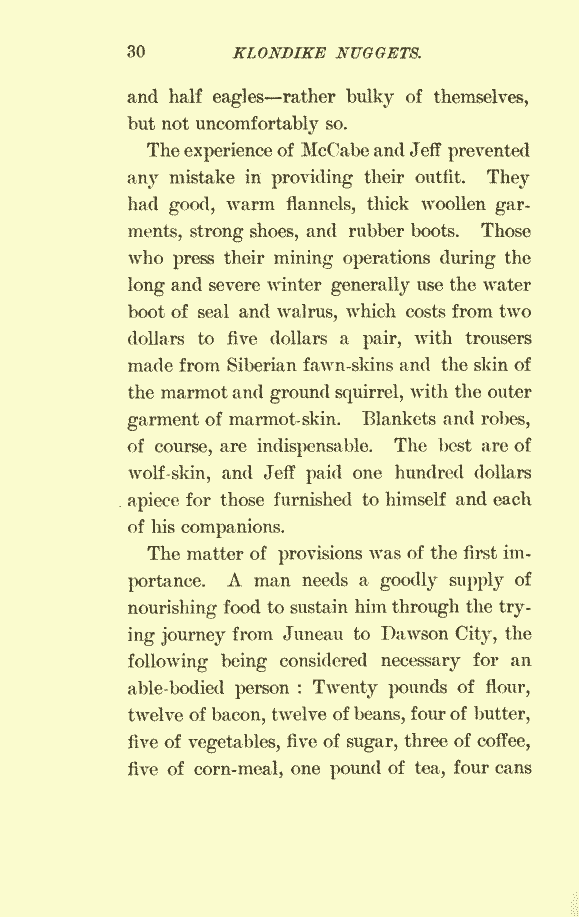 30 KLONDIKE NUGGETS.
and half eagles—rather bulky of themselves,
but not uncomfortably so.
The experience of McCabe and Jeff prevented
any mistake in providing their outfit. They
had good, warm flannels, thick woollen gar-
ments, strong shoes, and rubber boots. Those
who press their mining operations during the
long and severe winter generally use the water
boot of seal and walrus, which costs from two
dollars to five dollars a pair, with trousers
made from Siberian fawn-skins and the skin of
the marmot and ground squirrel, with the outer
garment of marmot-skin. Blankets and robes,
of course, are indispensable. The best are of
wolf-skin, and Jeff paid one hundred dollars
apiece for those furnished to himself and each
of his companions.
The matter of provisions was of the first im-
portance. A man needs a goodly supply of
nourishing food to sustain him through the try-
ing journey from Juneau to Dawson City, the
following being considered necessary for an
able-bodied person : Twenty pounds of flour,
twelve of bacon, twelve of beans, four of butter,
five of vegetables, five of sugar, three of coffee,
five of corn-meal, one pound of tea, four cans